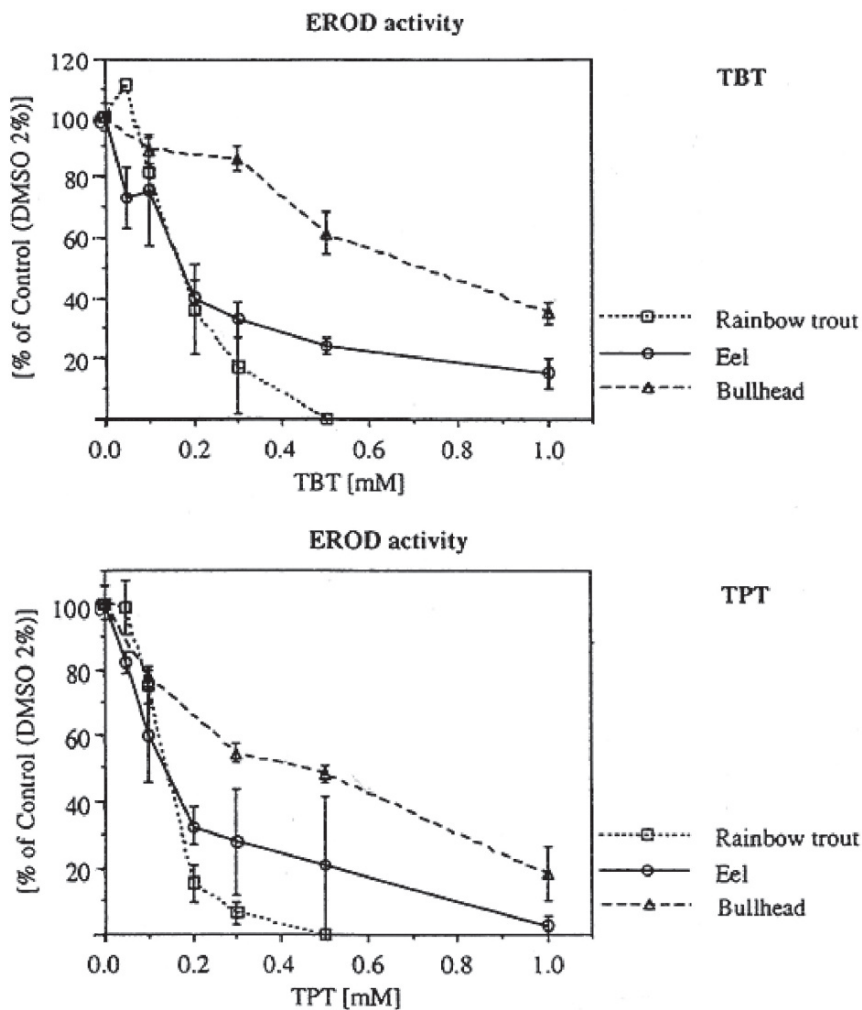 EROD activity
TBT
[% of Control (DMSO 2%)]
120
100
80
60
40
20
0.0 0.2 0.4 0.6 0.8 1.0
TBT [mM]
Rainbow trout
Eel
Bullhead
EROD activity
TPT
[% of Control (DMSO 2%)]
100
80
60
40
20
0.0 0.2 0.4 0.6 0.8 1.0
TPT [mM]
Rainbow trout
Eel
Bullhead